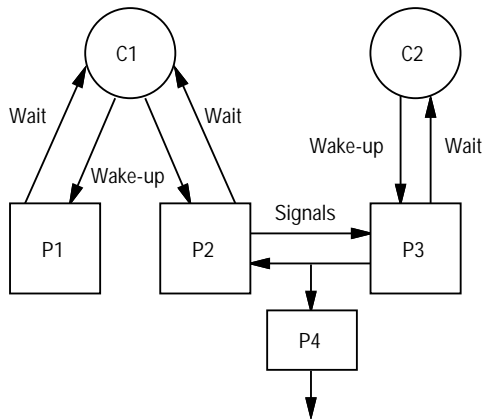 C1
C2
Wait
Wait
Wake-up
Wait
Wake-up
Signals
P1
P2
P3
P4